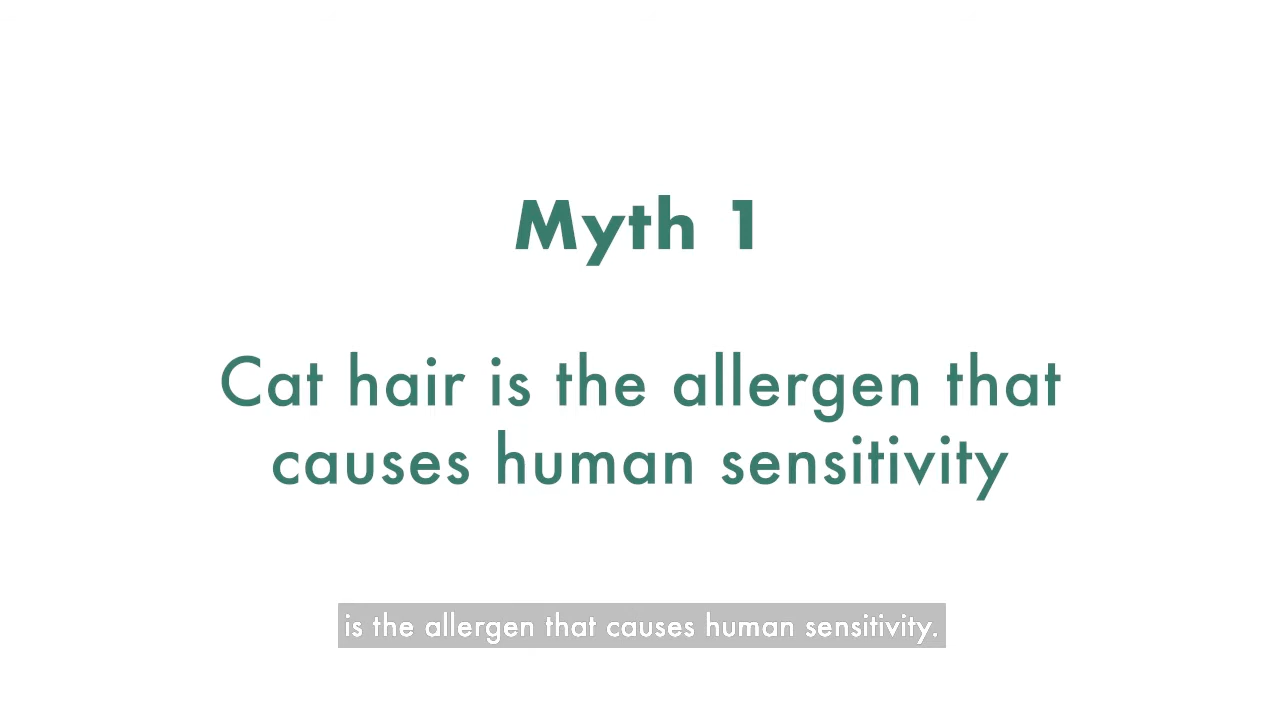 Myth 1
Cat hair is the allergen that
causes human sensitivity
is the allergen that causes human sensitivity.